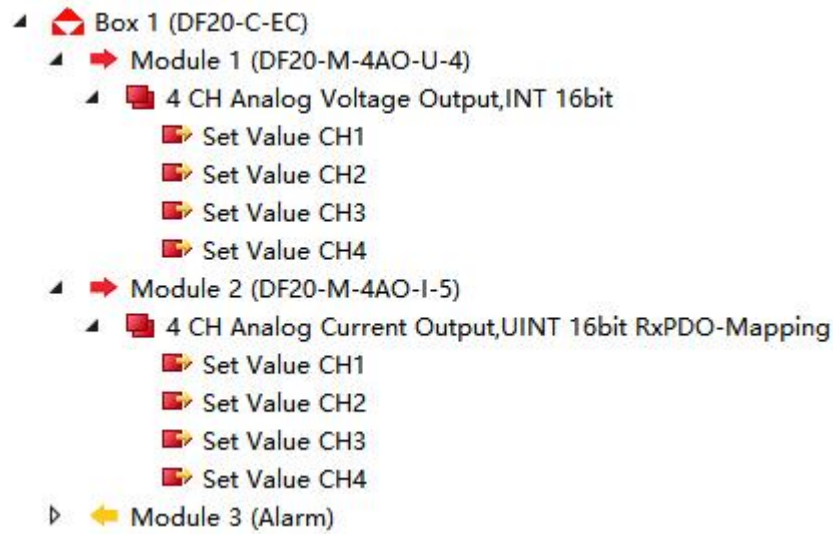 Box 1 (DF20-C-EC)
Module 1 (DF20-M-4AO-U-4)
4 CH Analog Voltage Output,INT 16bit
Set Value CH1
Set Value CH2
Set Value CH3
Set Value CH4
Module 2 (DF20-M-4AO-I-5)
4 CH Analog Current Output,UINT 16bit RxPDO-Mapping
Set Value CH1
Set Value CH2
Set Value CH3
Set Value CH4
Module 3 (Alarm)